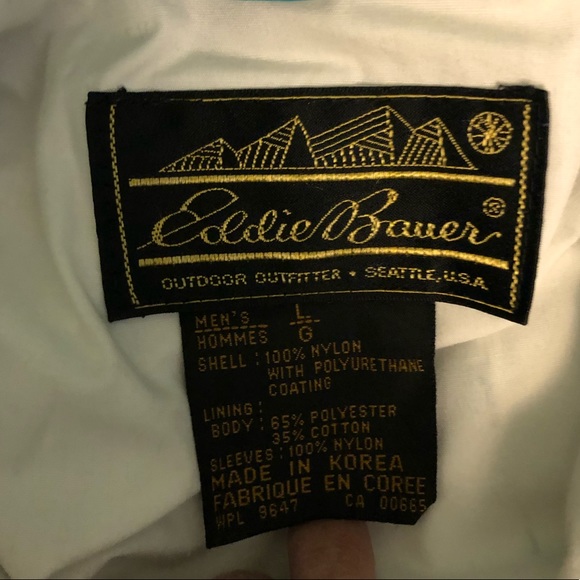 Eddie Bauer®
OUTDOOR OUTFITTER • SEATTLE, U.S.A.
MEN'S L
HOMMES G
SHELL : 100% NYLON
WITH POLYURETHANE
COATING
LINING :
BODY : 65% POLYESTER
35% COTTON
SLEEVES : 100% NYLON
MADE IN KOREA
FABRIQUE EN COREE
WPL 9647 CA 00665